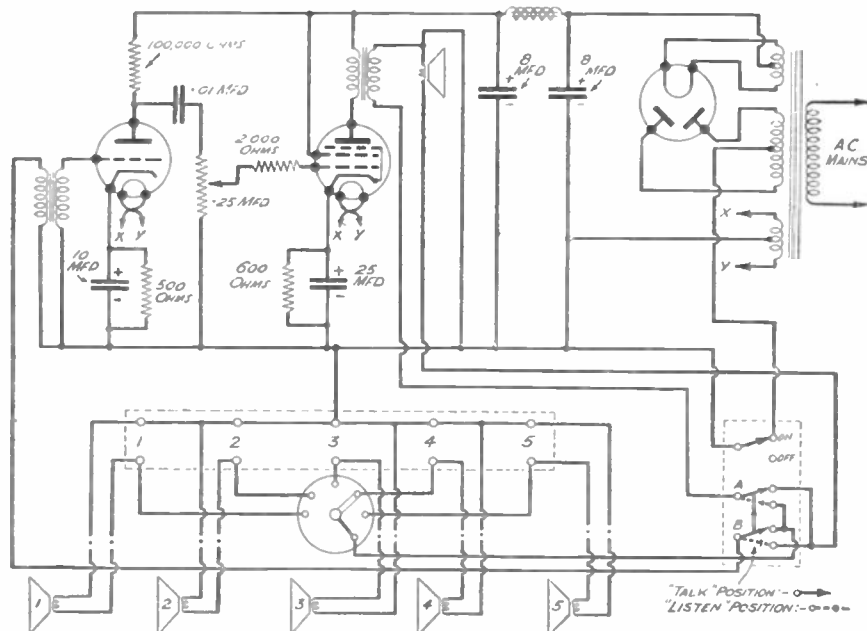 100,000 OHMS
.01 MFD
2000
OHMS
.25 MFD
X Y
X Y
10
MFD
+
-
500
OHMS
600
OHMS
+
-
25
MFD
8
MFD
+
-
8
MFD
+
-
AC
MAINS
X
Y
1
2
3
4
5
ON
OFF
A
B
1
2
3
4
5
"TALK" POSITION:-
"LISTEN" POSITION:-